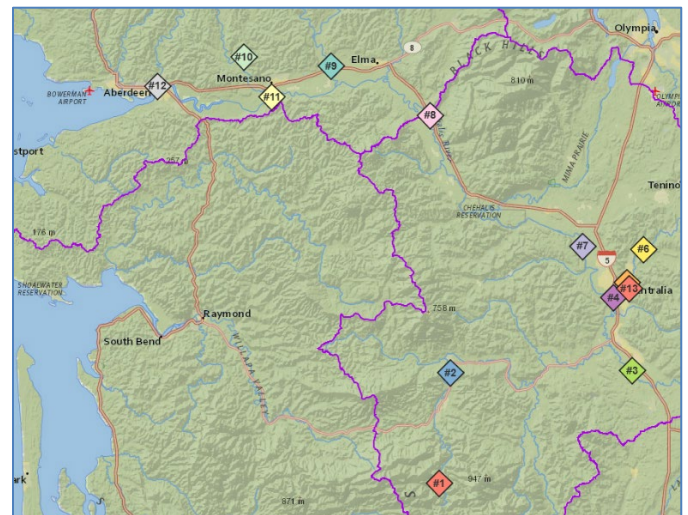 Olympia
BLACK HILLS
8
#10
#9
Elma
810 m
Montesano
#12
BOWERMAN
AIRPORT
Aberdeen
#11
#8
MIMA PRAIRIE
stport
257 m
Tenino
CHEHALIS
RESERVATION
176 m
#7
#6
5
SHOALWATER
RESERVATION
#13
#4
ntralia
758 m
Raymond
South Bend
WILLAPA VALLEY
#2
#3
ark
#1
947 m
871 m
S
S